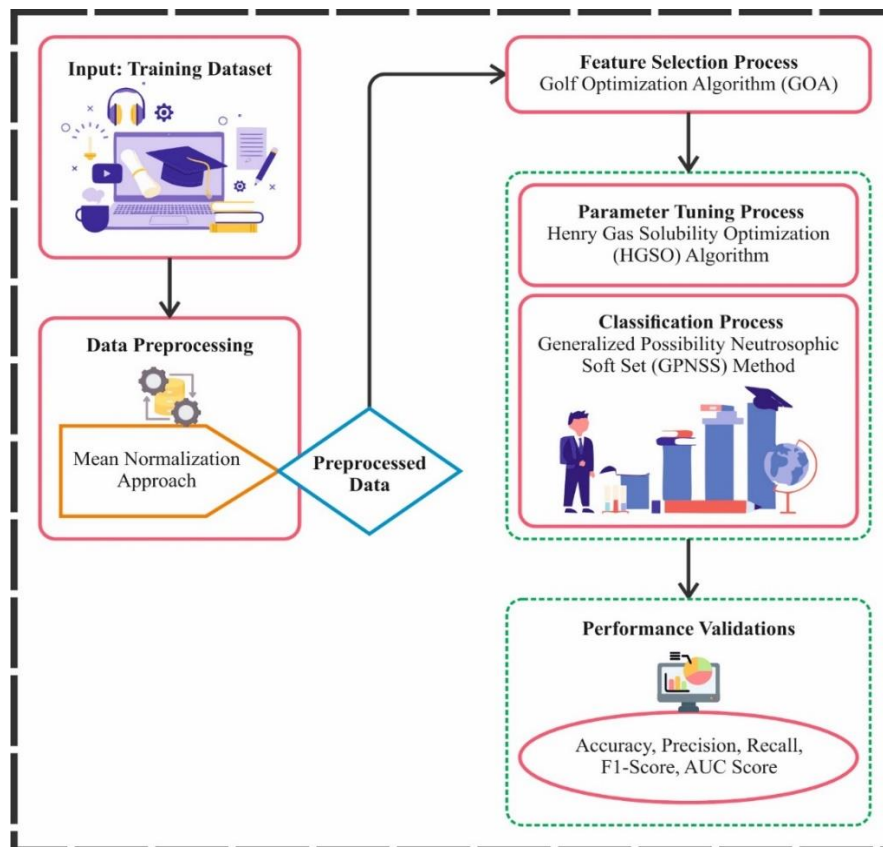 Input: Training Dataset
Data Preprocessing
Mean Normalization
Approach
Preprocessed
Data
Feature Selection Process
Golf Optimization Algorithm (GOA)
Parameter Tuning Process
Henry Gas Solubility Optimization
(HGSO) Algorithm
Classification Process
Generalized Possibility Neutrosophic
Soft Set (GPNSS) Method
Performance Validations
Accuracy, Precision, Recall,
F1-Score, AUC Score